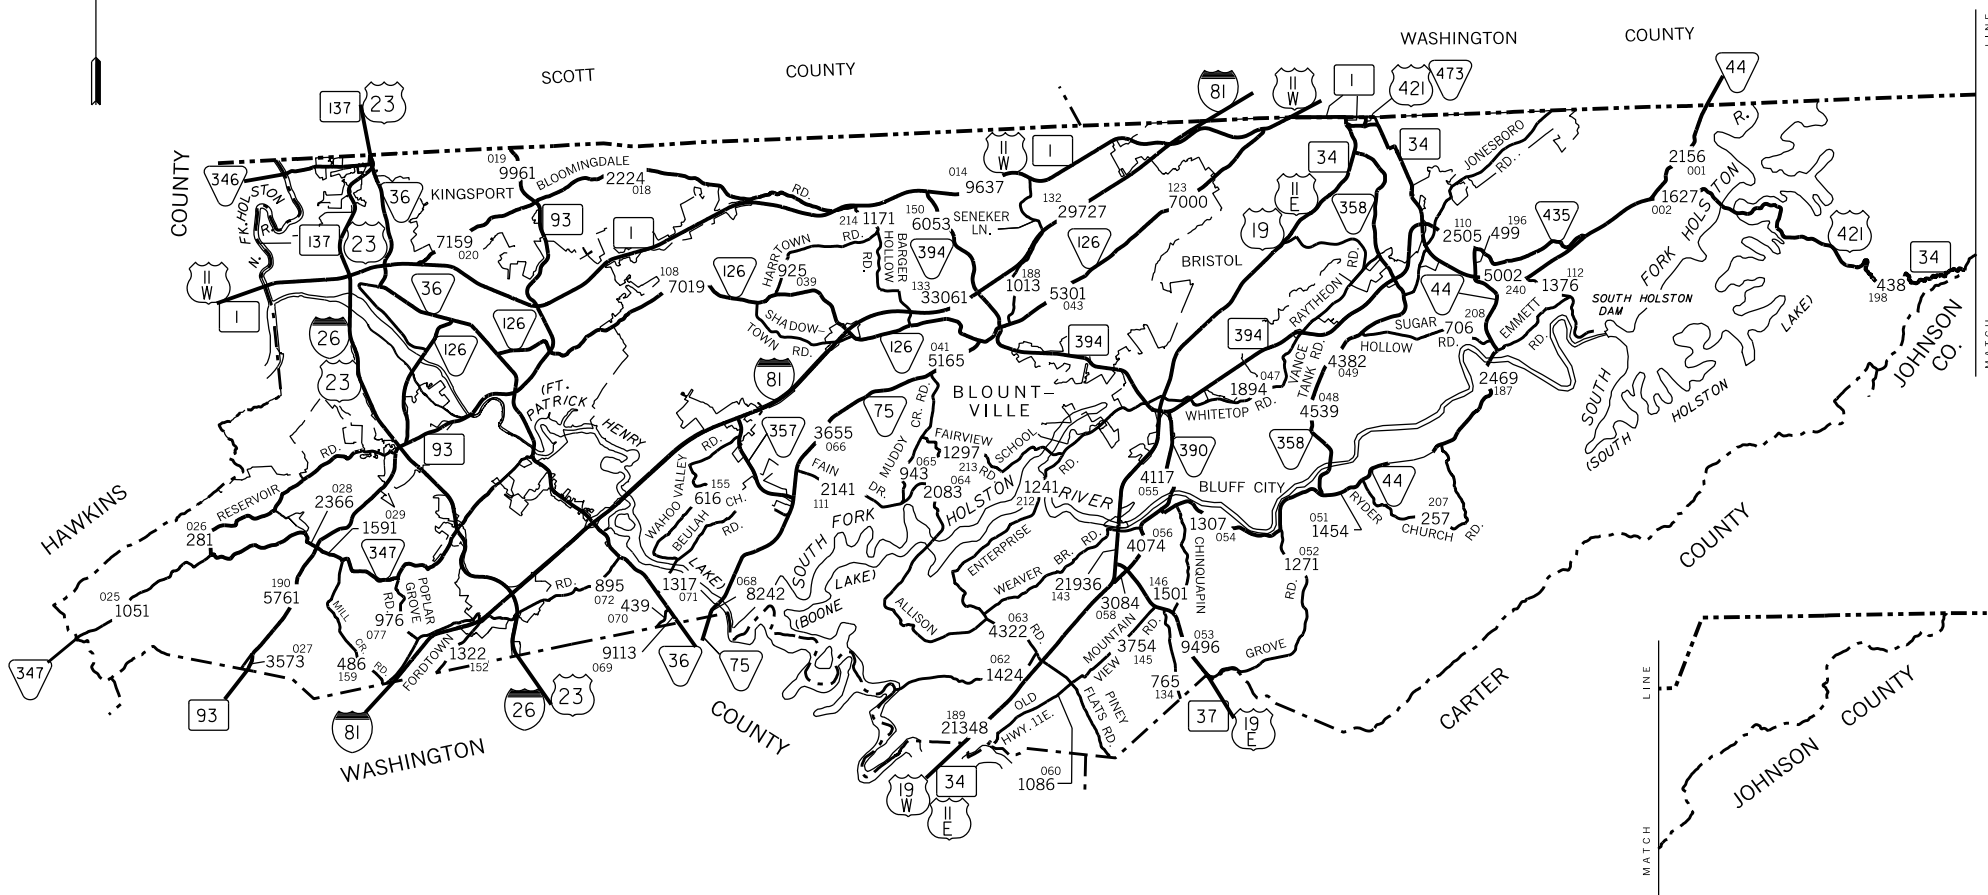 WASHINGTON COUNTY
SCOTT COUNTY
137
23
81
11 W
1
421
473
44
LINE
MATCH
COUNTY
346
N. FK. HOLSTON R.
36
KINGSPORT
019
9961
BLOOMINGDALE RD.
2224
018
93
1
137
23
7159
020
11 W
1
014
9637
132
29727
123
7000
34
34
JONESBORO RD.
11 E
358
19
BRISTOL
110
2505
196
499
435
2156
001
1627
002
SOUTH FORK HOLSTON R.
421
34
438
198
11 W
1
36
126
108
7019
126
HARRTOWN RD.
925
039
214
1171
BARGER HOLLOW RD.
150
6053
SENEKER LN.
394
133
33061
188
1013
126
5301
043
RAYTHEON RD.
44
5002
240
112
1376
SOUTH HOLSTON DAM
(SOUTH HOLSTON LAKE)
JOHNSON CO.
26
23
126
SHADOWTOWN RD.
126
041
5165
394
394
VANCE TANK RD.
SUGAR HOLLOW RD.
208
706
EMMETT RD.
4382
049
047
1894
WHITETOP RD.
048
4539
2469
187
(FT. PATRICK HENRY LAKE)
81
357
75
BLOUNT-
VILLE
3655
066
MUDDY CR. RD.
FAIRVIEW RD.
1297
213
SCHOOL RD.
390
358
4117
055
BLUFF CITY
44
93
RESERVOIR RD.
HAWKINS
026
281
028
2366
029
1591
347
WAHOO VALLEY RD.
155
616
BEULAH CH. RD.
FAIN DR.
2141
111
065
943
064
2083
1241
212
SOUTH FORK HOLSTON RIVER
(BOONE LAKE)
ENTERPRISE
WEAVER BR. RD.
ALLISON RD.
056
4074
1307
054
CHINQUAPIN
051
1454
RYDER CHURCH RD.
207
257
052
1271
COUNTY
025
1051
190
5761
MILL CR. RD.
POPLAR GROVE RD.
976
077
895
072
RD.
439
070
1317
071
068
8242
21936
143
3084
058
146
1501
063
4322
MOUNTAIN VIEW RD.
3754
145
053
9496
GROVE RD.
347
027
3573
486
159
FORDTOWN
1322
152
9113
069
36
75
062
1424
765
134
93
81
26
23
189
21348
OLD HWY. 11E.
PINEY FLATS RD.
37
19 E
CARTER
WASHINGTON COUNTY
19 W
34
11 E
060
1086
MATCH LINE
JOHNSON COUNTY